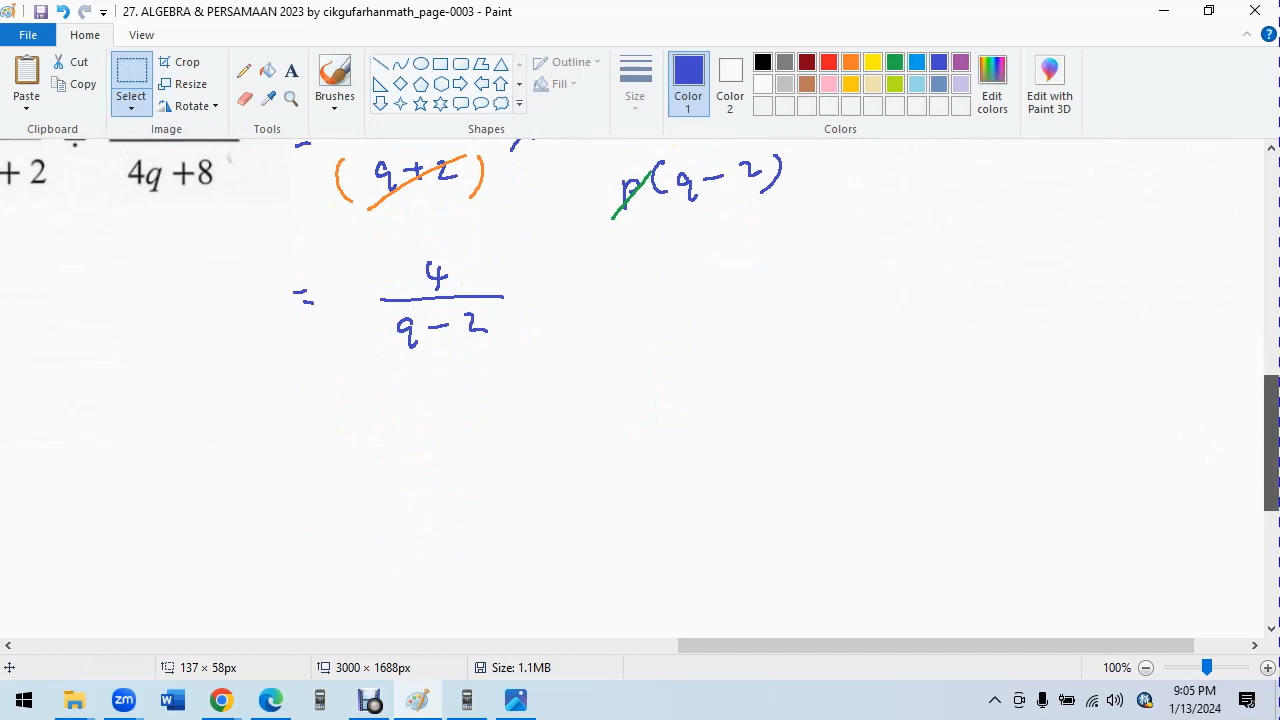 27. ALGEBRA & PERSAMAAN 2023 by cikgufarhanmath_page-0003 - Paint
File Home View
Paste Cut Copy Clipboard
Select Crop Resize Rotate Image
Tools
Brushes
Outline Fill Shapes
Size
Color 1 Color 2 Edit colors Colors
Edit with Paint 3D
+ 2 ÷ 4q +8
= (q + 2) p(q - 2)
= 4
q - 2
137 × 58px 3000 × 1688px Size: 1.1MB 100%
zm W 9:05 PM
1/13/2024